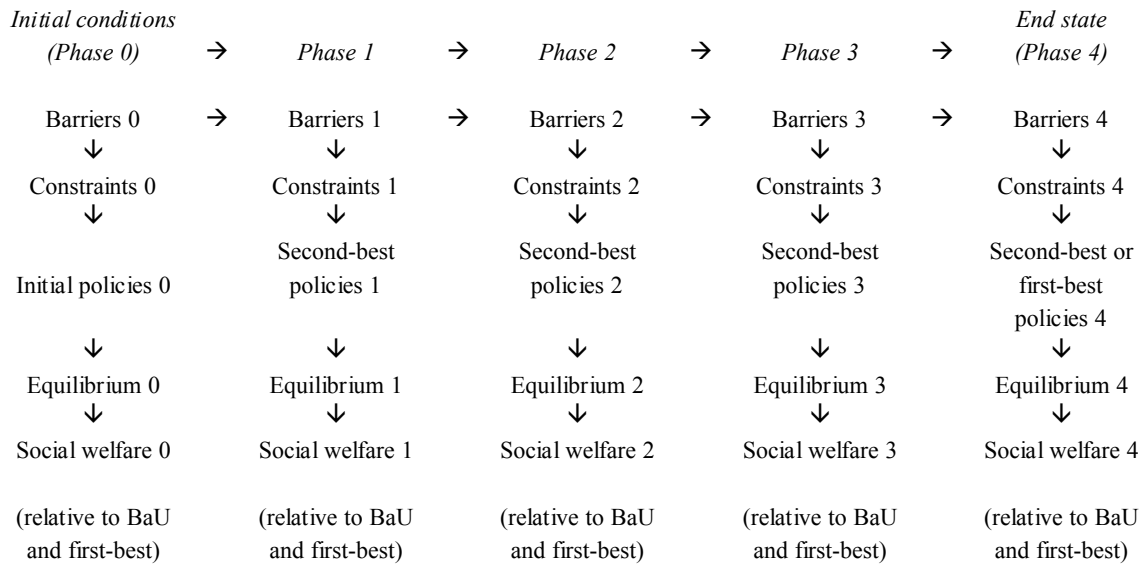 Initial conditions End state
(Phase 0) → Phase 1 → Phase 2 → Phase 3 → (Phase 4)
Barriers 0 → Barriers 1 → Barriers 2 → Barriers 3 → Barriers 4
↓ ↓ ↓ ↓ ↓
Constraints 0 Constraints 1 Constraints 2 Constraints 3 Constraints 4
↓ ↓ ↓ ↓ ↓
Initial policies 0
Second-best
policies 1
Second-best
policies 2
Second-best
policies 3
Second-best or
first-best
policies 4
↓ ↓ ↓ ↓ ↓
Equilibrium 0 Equilibrium 1 Equilibrium 2 Equilibrium 3 Equilibrium 4
↓ ↓ ↓ ↓ ↓
Social welfare 0 Social welfare 1 Social welfare 2 Social welfare 3 Social welfare 4
(relative to BaU (relative to BaU (relative to BaU (relative to BaU (relative to BaU
and first-best) and first-best) and first-best) and first-best) and first-best)